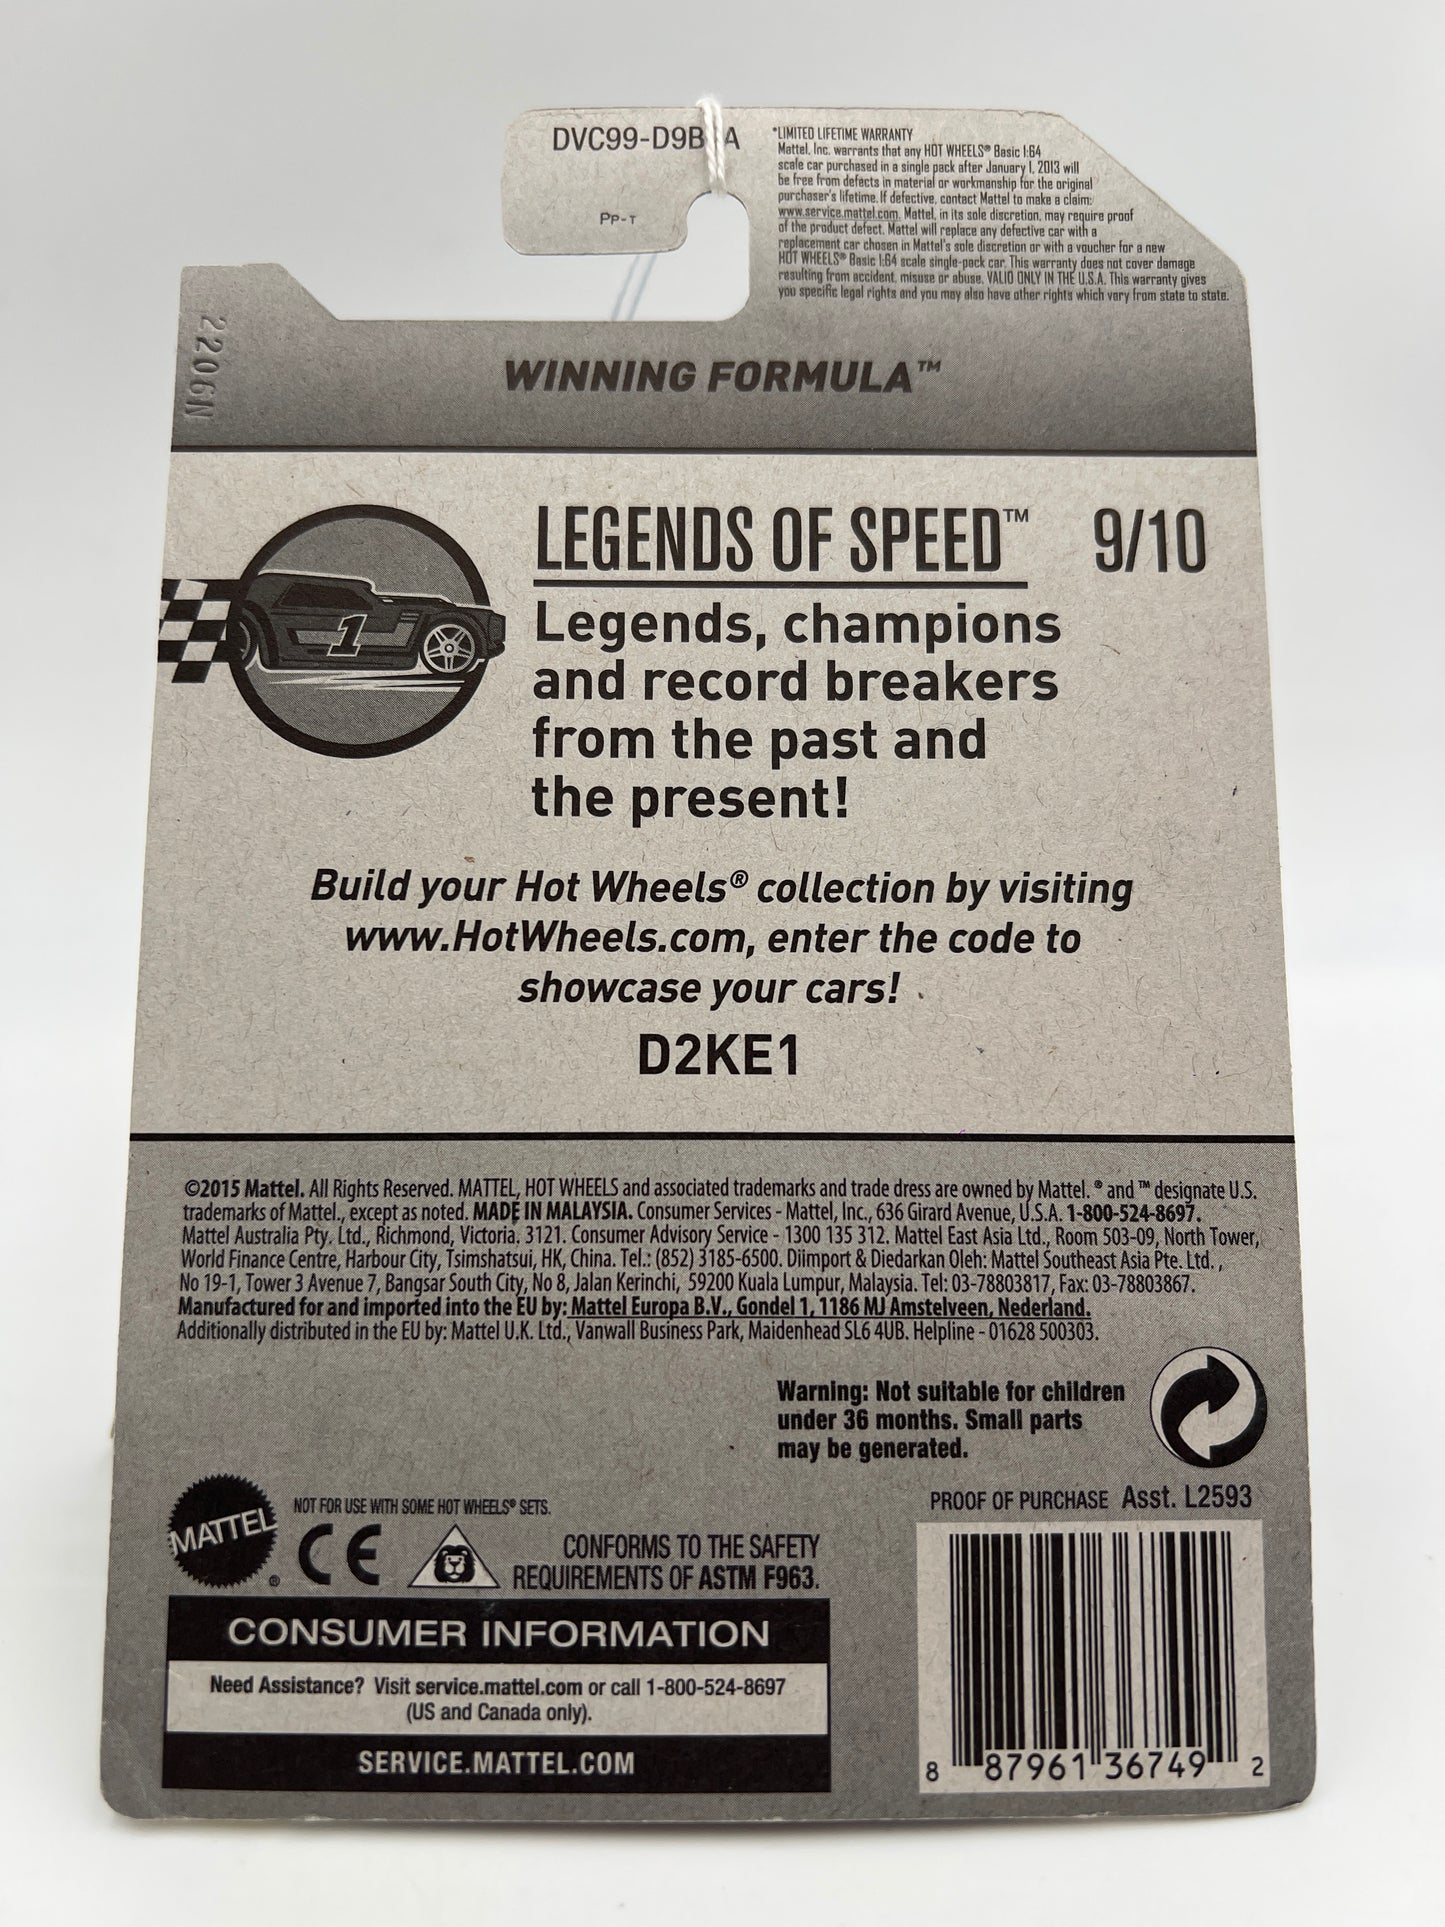 DVC99-D9B
A
Pp-T
*LIMITED LIFETIME WARRANTY
Mattel, Inc. warrants that any HOT WHEELS® Basic 1:64
scale car purchased in a single pack after January 1, 2013 will
be free from defects in material or workmanship for the original
purchaser's lifetime. If defective, contact Mattel to make a claim:
www.service.mattel.com. Mattel, in its sole discretion, may require proof
of the product defect. Mattel will replace any defective car with a
replacement car chosen in Mattel's sole discretion or with a voucher for a new
HOT WHEELS® Basic 1:64 scale single-pack car. This warranty does not cover damage
resulting from accident, misuse or abuse. VALID ONLY IN THE U.S.A. This warranty gives
you specific legal rights and you may also have other rights which vary from state to state.
2206N
WINNING FORMULA™
LEGENDS OF SPEED™ 9/10
1
Legends, champions
and record breakers
from the past and
the present!
Build your Hot Wheels® collection by visiting
www.HotWheels.com, enter the code to
showcase your cars!
D2KE1
©2015 Mattel. All Rights Reserved. MATTEL, HOT WHEELS and associated trademarks and trade dress are owned by Mattel. ® and ™ designate U.S.
trademarks of Mattel., except as noted. MADE IN MALAYSIA. Consumer Services - Mattel, Inc., 636 Girard Avenue, U.S.A. 1-800-524-8697.
Mattel Australia Pty. Ltd., Richmond, Victoria. 3121. Consumer Advisory Service - 1300 135 312. Mattel East Asia Ltd., Room 503-09, North Tower,
World Finance Centre, Harbour City, Tsimshatsui, HK, China. Tel.: (852) 3185-6500. Diimport & Diedarkan Oleh: Mattel Southeast Asia Pte. Ltd. ,
No 19-1, Tower 3 Avenue 7, Bangsar South City, No 8, Jalan Kerinchi, 59200 Kuala Lumpur, Malaysia. Tel: 03-78803817, Fax: 03-78803867.
Manufactured for and imported into the EU by: Mattel Europa B.V., Gondel 1, 1186 MJ Amstelveen, Nederland.
Additionally distributed in the EU by: Mattel U.K. Ltd., Vanwall Business Park, Maidenhead SL6 4UB. Helpline - 01628 500303.
Warning: Not suitable for children
under 36 months. Small parts
may be generated.
PROOF OF PURCHASE Asst. L2593
MATTEL®
NOT FOR USE WITH SOME HOT WHEELS® SETS.
CE
CONFORMS TO THE SAFETY
REQUIREMENTS OF ASTM F963.
CONSUMER INFORMATION
Need Assistance? Visit service.mattel.com or call 1-800-524-8697
(US and Canada only).
SERVICE.MATTEL.COM
8 87961 36749 2